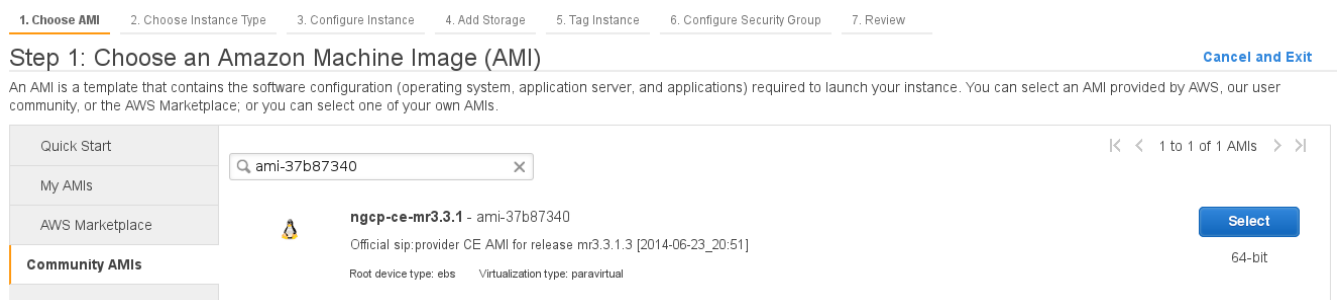 1. Choose AMI 2. Choose Instance Type 3. Configure Instance 4. Add Storage 5. Tag Instance 6. Configure Security Group 7. Review
Step 1: Choose an Amazon Machine Image (AMI)
Cancel and Exit
An AMI is a template that contains the software configuration (operating system, application server, and applications) required to launch your instance. You can select an AMI provided by AWS, our user
community, or the AWS Marketplace; or you can select one of your own AMIs.
Quick Start
My AMIs
AWS Marketplace
Community AMIs
ami-37b87340
1 to 1 of 1 AMIs
ngcp-ce-mr3.3.1 - ami-37b87340
Official sip:provider CE AMI for release mr3.3.1.3 [2014-06-23_20:51]
Root device type: ebs Virtualization type: paravirtual
Select
64-bit